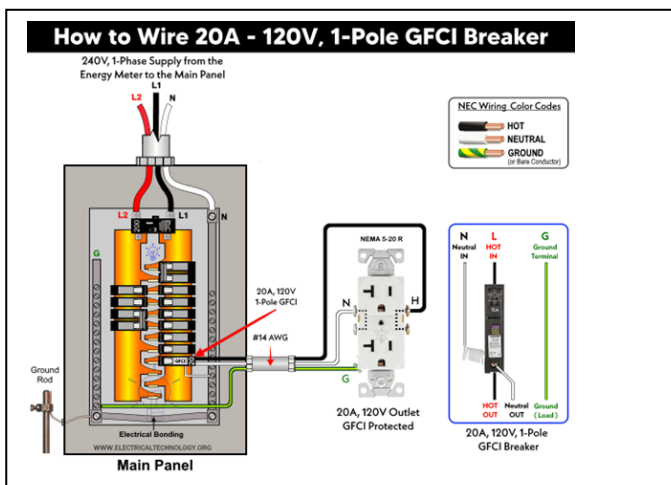 How to Wire 20A - 120V, 1-Pole GFCI Breaker
240V, 1-Phase Supply from the
Energy Meter to the Main Panel
L1
L2
N
NEC Wiring Color Codes
HOT
NEUTRAL
GROUND
(or Bare Conductor)
L2
L1
N
200
G
NEMA 5-20 R
N
H
G
20A, 120V
1-Pole GFCI
#14 AWG
GFCI
Ground
Rod
Electrical Bonding
WWW.ELECTRICALTECHNOLOGY.ORG
Main Panel
20A, 120V Outlet
GFCI Protected
N
L
G
Neutral
IN
HOT
IN
Ground
Terminal
HOT
OUT
Neutral
OUT
Ground
(Load)
20A, 120V, 1-Pole
GFCI Breaker